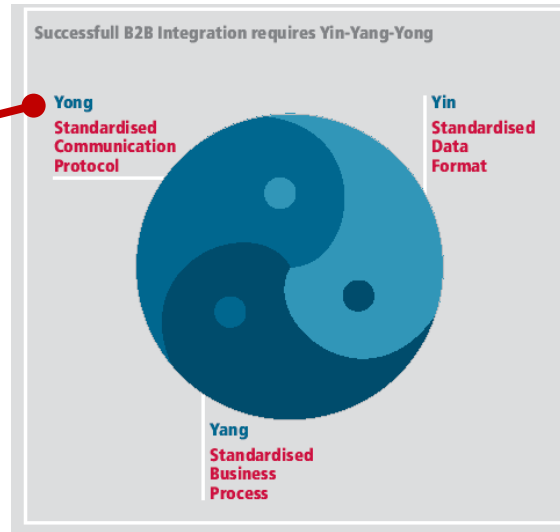 Successfull B2B Integration requires Yin-Yang-Yong
Yong
Standardised
Communication
Protocol
Yin
Standardised
Data
Format
Yang
Standardised
Business
Process